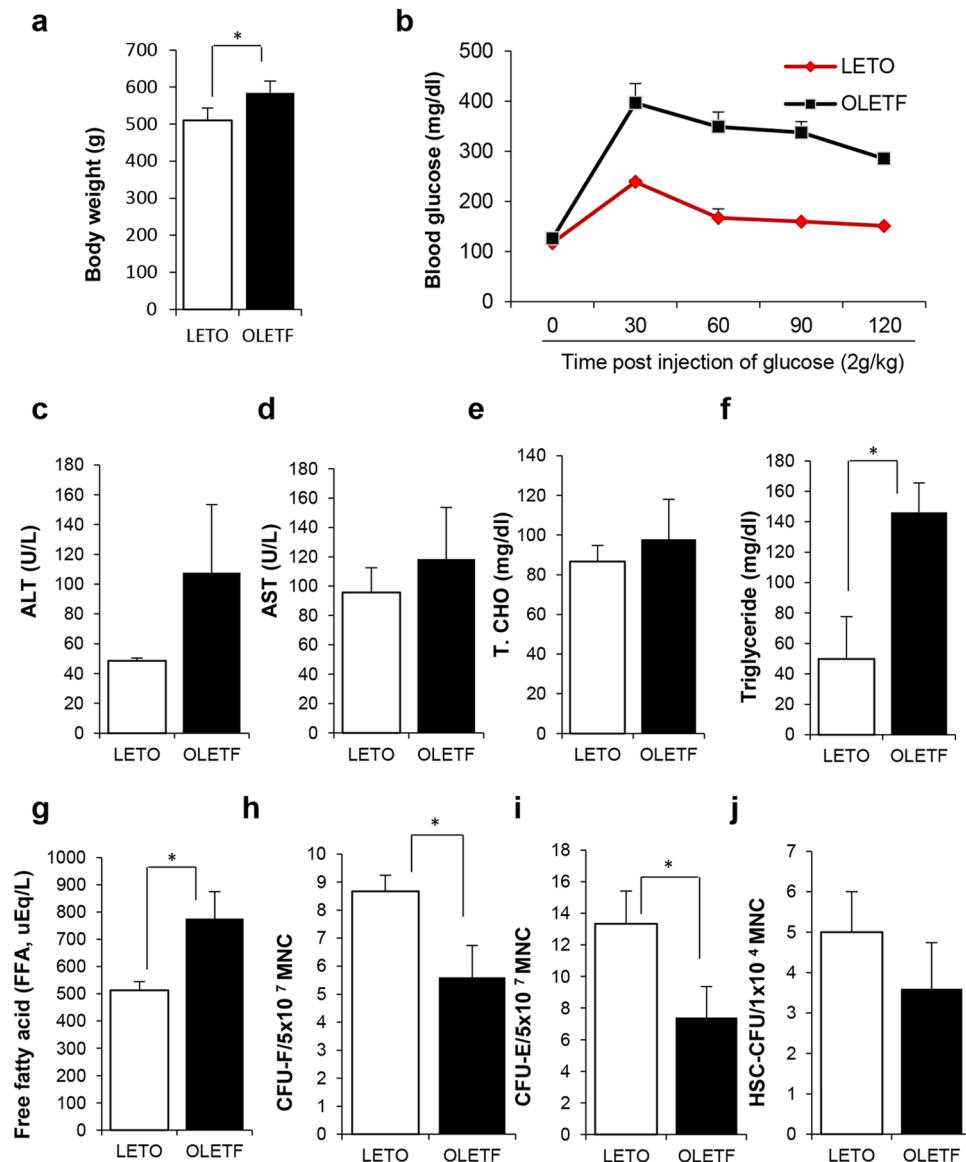 a
*
Body weight (g)
700
600
500
400
300
200
100
0
LETO OLETF
b
Blood glucose (mg/dl)
500
400
300
200
100
0
LETO
OLETF
0 30 60 90 120
Time post injection of glucose (2g/kg)
c
ALT (U/L)
180
160
140
120
100
80
60
40
20
0
LETO OLETF
d
AST (U/L)
180
160
140
120
100
80
60
40
20
0
LETO OLETF
e
T. CHO (mg/dl)
140
120
100
80
60
40
20
0
LETO OLETF
f
*
Triglyceride (mg/dl)
180
160
140
120
100
80
60
40
20
0
LETO OLETF
g
*
Free fatty acid (FFA, uEq/L)
1000
900
800
700
600
500
400
300
200
100
0
LETO OLETF
h
*
CFU-F/5x10 ⁷ MNC
10
9
8
7
6
5
4
3
2
1
0
LETO OLETF
i
*
CFU-E/5x10 ⁷ MNC
18
16
14
12
10
8
6
4
2
0
LETO OLETF
j
HSC-CFU/1x10 ⁴ MNC
7
6
5
4
3
2
1
0
LETO OLETF